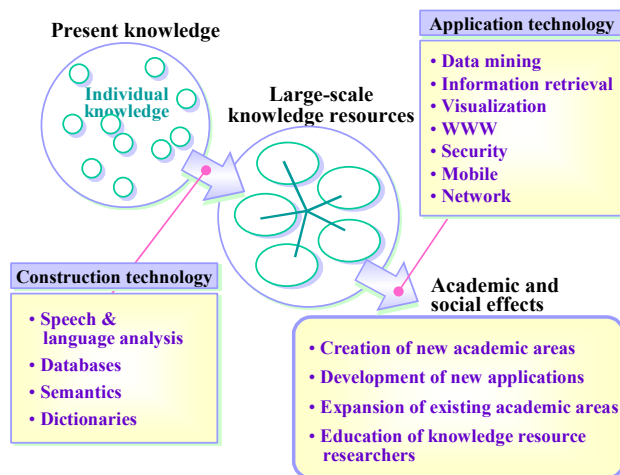 Present knowledge
Individual
knowledge
Large-scale
knowledge resources
Application technology
• Data mining
• Information retrieval
• Visualization
• WWW
• Security
• Mobile
• Network
Construction technology
• Speech &
language analysis
• Databases
• Semantics
• Dictionaries
Academic and
social effects
• Creation of new academic areas
• Development of new applications
• Expansion of existing academic areas
• Education of knowledge resource
researchers